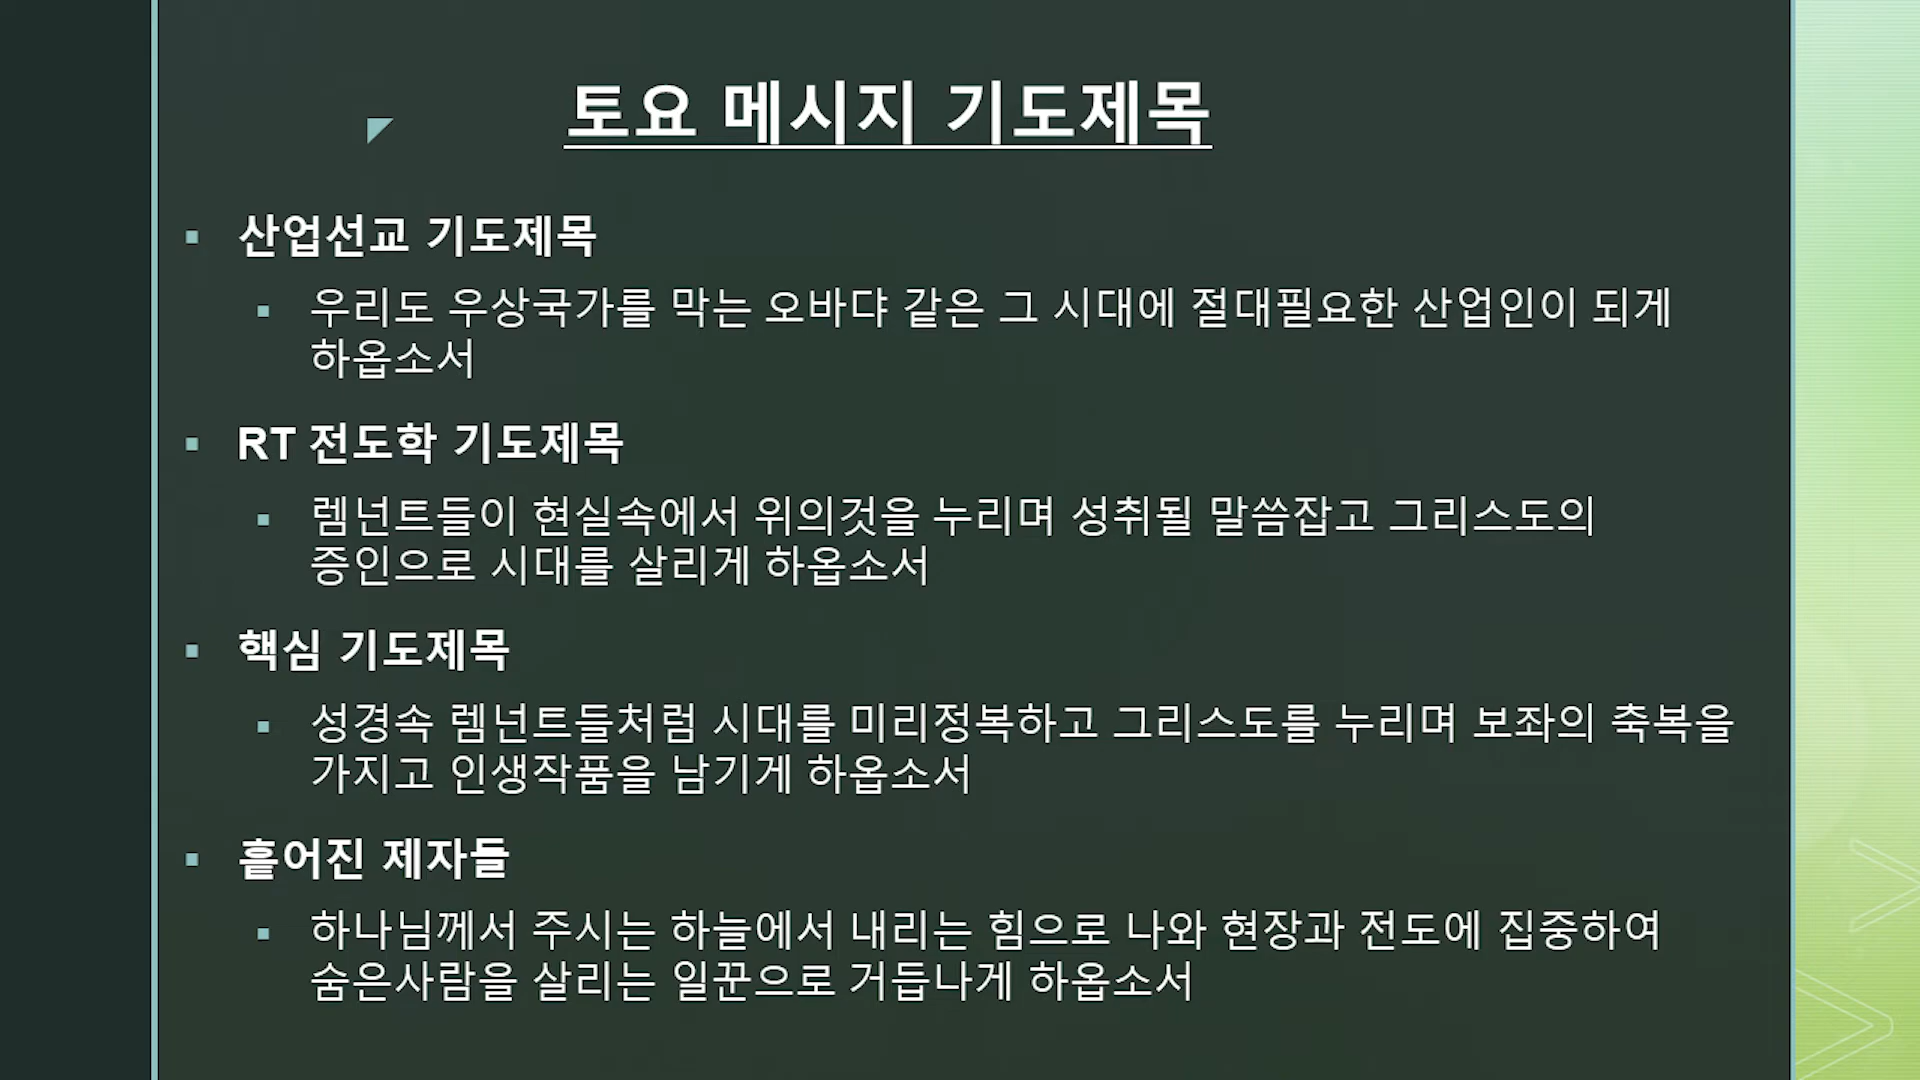 토요 메시지 기도제목
산업선교 기도제목
우리도 우상국가를 막는 오바댜 같은 그 시대에 절대필요한 산업인이 되게
하옵소서
RT 전도학 기도제목
렘넌트들이 현실속에서 위의것을 누리며 성취될 말씀잡고 그리스도의
증인으로 시대를 살리게 하옵소서
핵심 기도제목
성경속 렘넌트들처럼 시대를 미리정복하고 그리스도를 누리며 보좌의 축복을
가지고 인생작품을 남기게 하옵소서
흩어진 제자들
하나님께서 주시는 하늘에서 내리는 힘으로 나와 현장과 전도에 집중하여
숨은사람을 살리는 일꾼으로 거듭나게 하옵소서